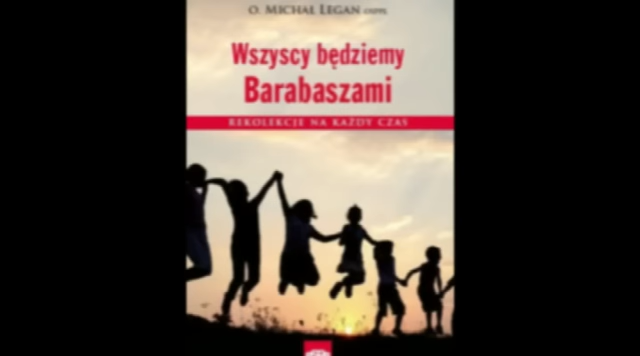 O. MICHAŁ LEGAN OSPPE
Wszyscy będziemy
Barabaszami
REKOLEKCJE NA KAŻDY CZAS